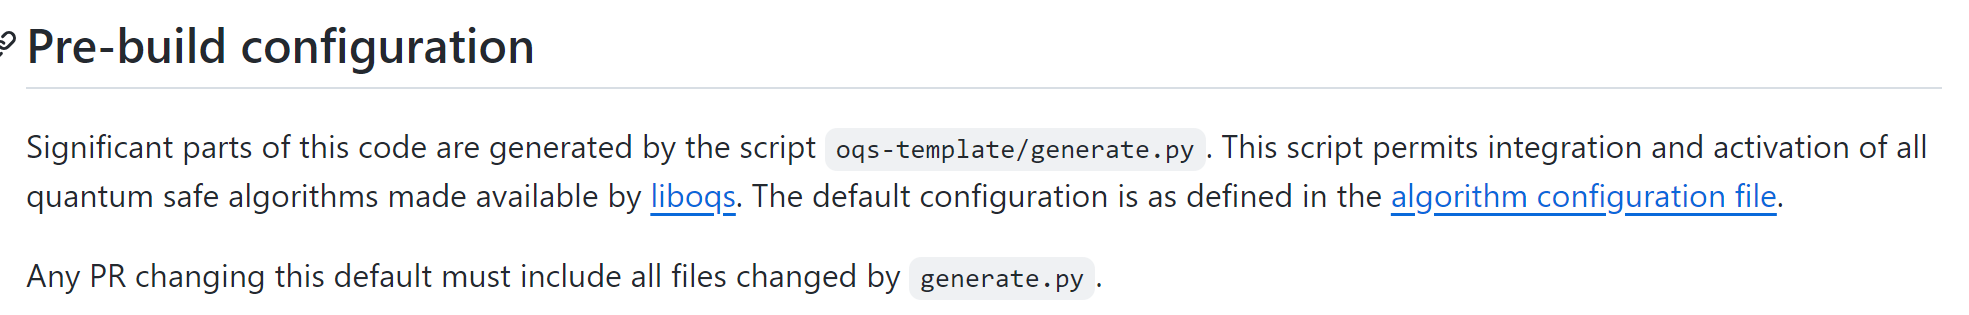 Pre-build configuration
Significant parts of this code are generated by the script oqs-template/generate.py. This script permits integration and activation of all
quantum safe algorithms made available by liboqs. The default configuration is as defined in the algorithm configuration file.
Any PR changing this default must include all files changed by generate.py.